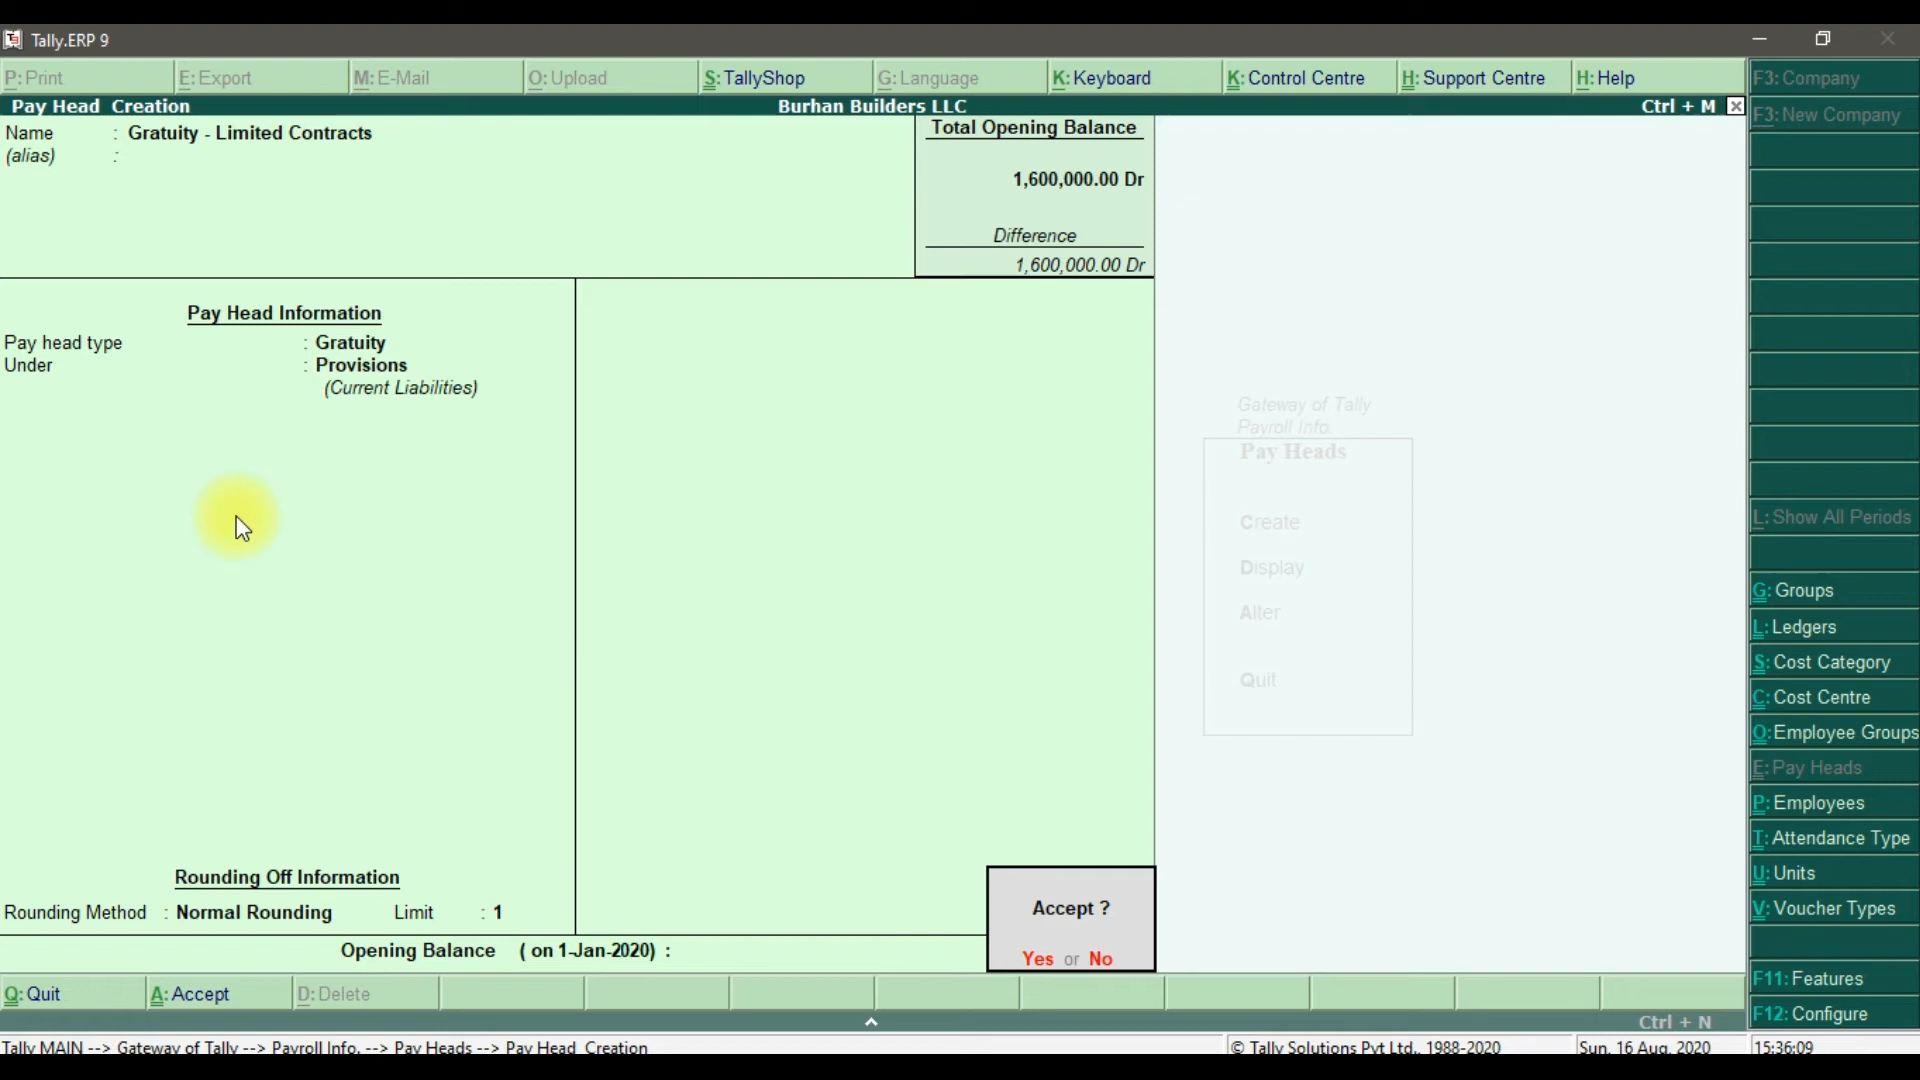 Tally.ERP 9
P: Print E: Export M: E-Mail O: Upload S: TallyShop G: Language K: Keyboard K: Control Centre H: Support Centre H: Help
Pay Head Creation Burhan Builders LLC Ctrl + M
Name : Gratuity - Limited Contracts
(alias) :
Total Opening Balance
1,600,000.00 Dr
Difference
1,600,000.00 Dr
Pay Head Information
Pay head type : Gratuity
Under : Provisions
(Current Liabilities)
Rounding Off Information
Rounding Method : Normal Rounding Limit : 1
Opening Balance ( on 1-Jan-2020) :
Accept ?
Yes or No
Gateway of Tally
Payroll Info.
Pay Heads
Create
Display
Alter
Quit
F3: Company
F3: New Company
L: Show All Periods
G: Groups
L: Ledgers
S: Cost Category
C: Cost Centre
O: Employee Groups
E: Pay Heads
P: Employees
T: Attendance Type
U: Units
V: Voucher Types
F11: Features
F12: Configure
Q: Quit A: Accept D: Delete
Ctrl + N
Tally MAIN --> Gateway of Tally --> Payroll Info. --> Pay Heads --> Pay Head Creation © Tally Solutions Pvt Ltd., 1988-2020 Sun, 16 Aug, 2020 15:36:09